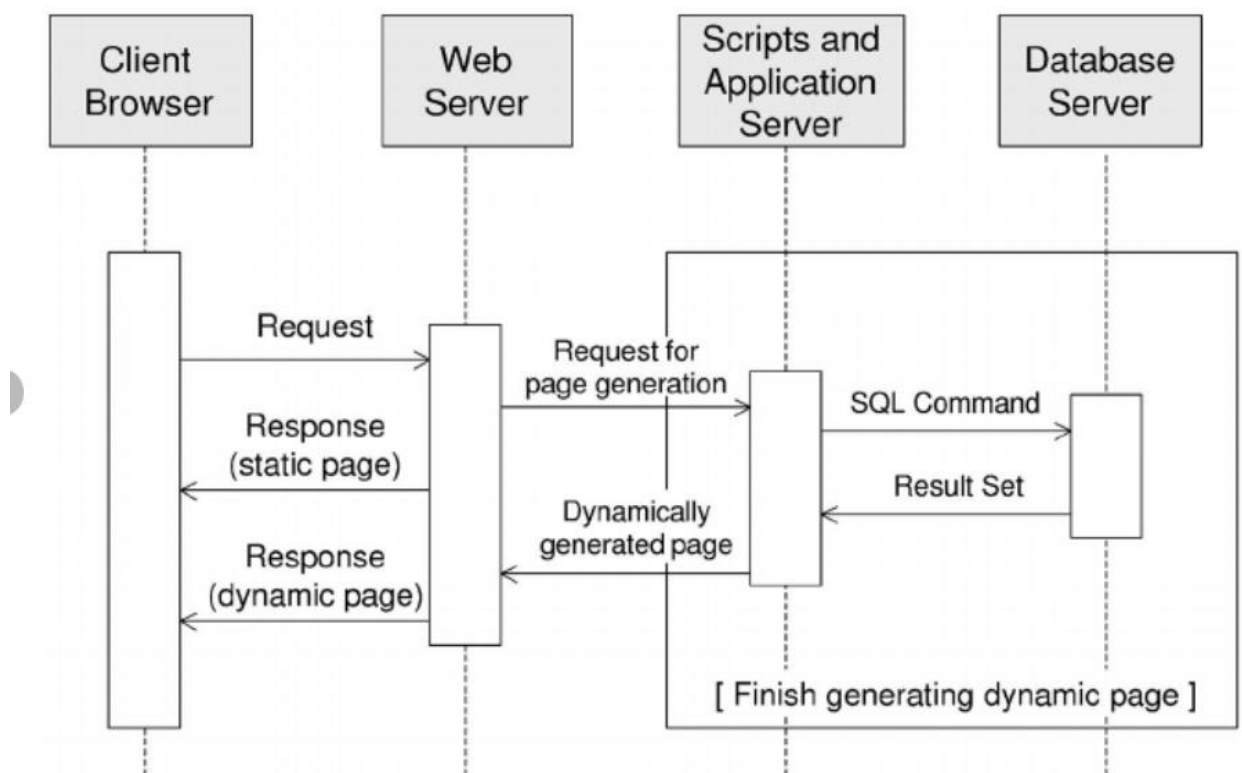 Client
Browser
Web
Server
Scripts and
Application
Server
Database
Server
Request
Request for
page generation
SQL Command
Response
(static page)
Result Set
Dynamically
generated page
Response
(dynamic page)
[ Finish generating dynamic page ]